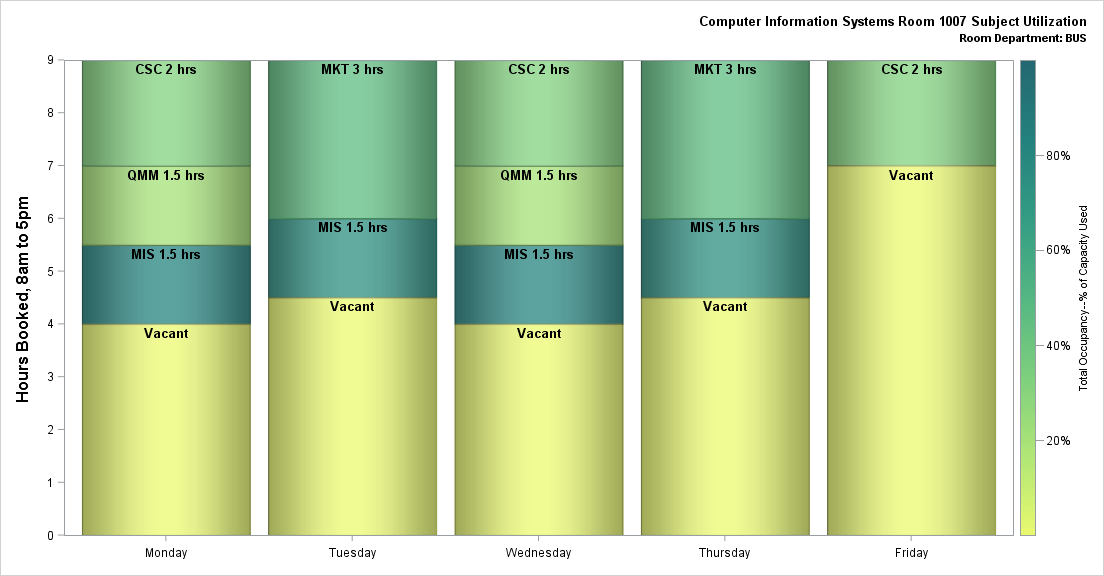 Computer Information Systems Room 1007 Subject Utilization
Room Department: BUS
Hours Booked, 8am to 5pm
9
8
7
6
5
4
3
2
1
0
CSC 2 hrs
QMM 1.5 hrs
MIS 1.5 hrs
Vacant
Monday
MKT 3 hrs
MIS 1.5 hrs
Vacant
Tuesday
CSC 2 hrs
QMM 1.5 hrs
MIS 1.5 hrs
Vacant
Wednesday
MKT 3 hrs
MIS 1.5 hrs
Vacant
Thursday
CSC 2 hrs
Vacant
Friday
80%
60%
40%
20%
Total Occupancy--% of Capacity Used